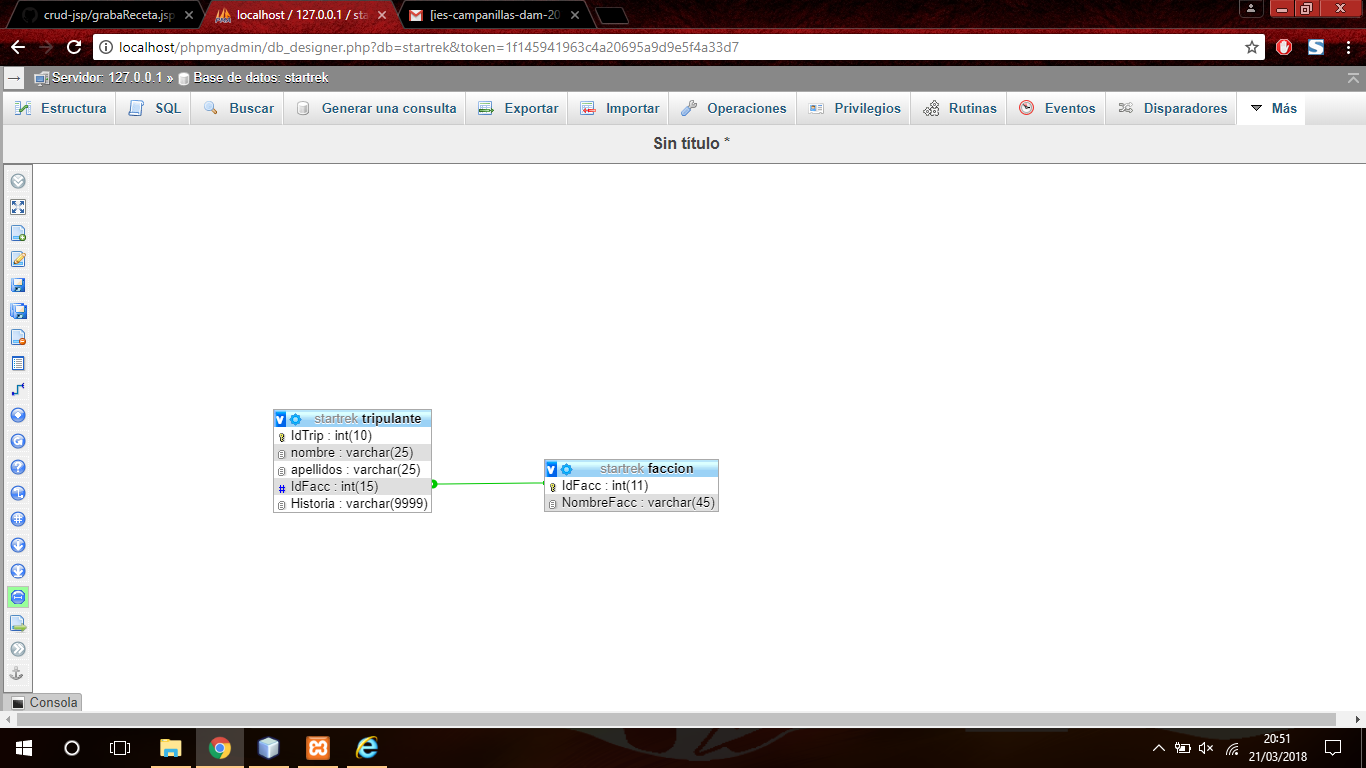 crud-jsp/grabaReceta.jsp
localhost / 127.0.0.1 / sta
[ies-campanillas-dam-20
localhost/phpmyadmin/db_designer.php?db=startrek&token=1f145941963c4a20695a9d9e5f4a33d7
Servidor: 127.0.0.1 » Base de datos: startrek
Estructura SQL Buscar Generar una consulta Exportar Importar Operaciones Privilegios Rutinas Eventos Disparadores Más
Sin título *
startrek tripulante
IdTrip : int(10)
nombre : varchar(25)
apellidos : varchar(25)
IdFacc : int(15)
Historia : varchar(9999)
startrek faccion
IdFacc : int(11)
NombreFacc : varchar(45)
Consola
20:51
21/03/2018